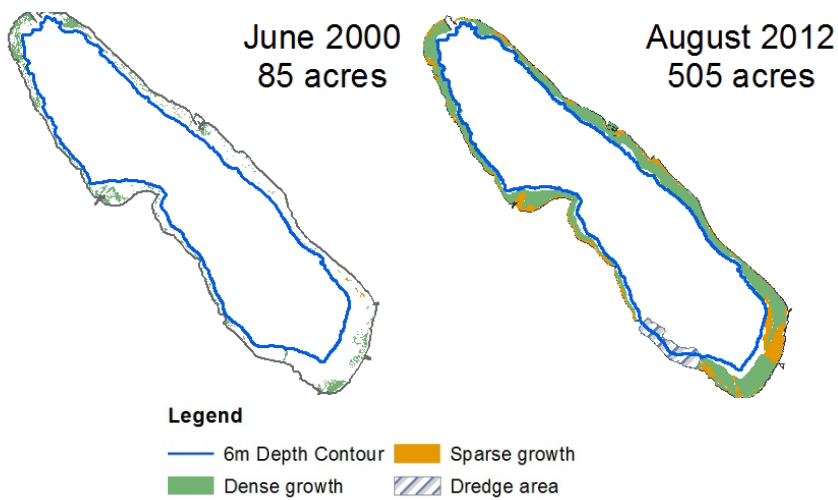 June 2000
85 acres
August 2012
505 acres
Legend
6m Depth Contour
Sparse growth
Dense growth
Dredge area